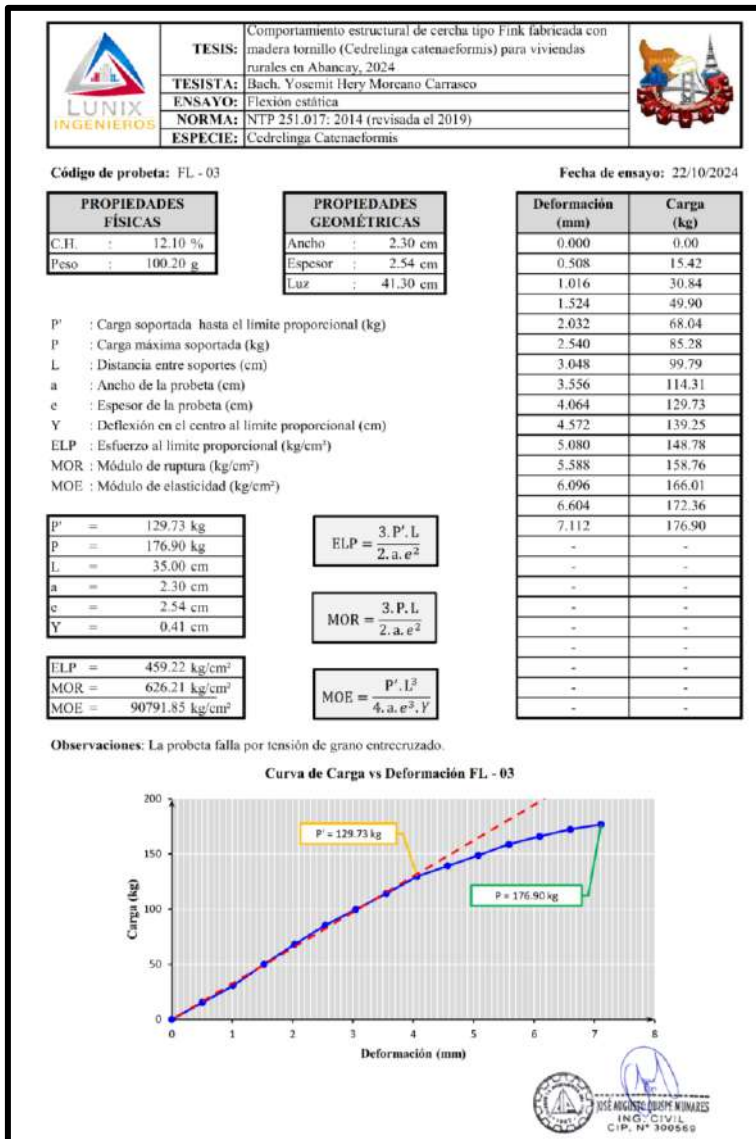 LUNIX
INGENIEROS
TESIS: Comportamiento estructural de cercha tipo Fink fabricada con
madera tornillo (Cedrelinga catenaeformis) para viviendas
rurales en Abancay, 2024
TESISTA: Bach. Yosemit Hery Moreano Carrasco
ENSAYO: Flexión estática
NORMA: NTP 251.017: 2014 (revisada el 2019)
ESPECIE: Cedrelinga Catenaeformis
Código de probeta: FL - 03
Fecha de ensayo: 22/10/2024
PROPIEDADES
FÍSICAS
C.H. : 12.10 %
Peso : 100.20 g
PROPIEDADES
GEOMÉTRICAS
Ancho : 2.30 cm
Espesor : 2.54 cm
Luz : 41.30 cm
Deformación (mm) Carga (kg)
0.000 0.00
0.508 15.42
1.016 30.84
1.524 49.90
2.032 68.04
2.540 85.28
3.048 99.79
3.556 114.31
4.064 129.73
4.572 139.25
5.080 148.78
5.588 158.76
6.096 166.01
6.604 172.36
7.112 176.90
- -
- -
- -
- -
- -
- -
- -
- -
- -
P' : Carga soportada hasta el límite proporcional (kg)
P : Carga máxima soportada (kg)
L : Distancia entre soportes (cm)
a : Ancho de la probeta (cm)
e : Espesor de la probeta (cm)
Y : Deflexión en el centro al límite proporcional (cm)
ELP : Esfuerzo al límite proporcional (kg/cm²)
MOR : Módulo de ruptura (kg/cm²)
MOE : Módulo de elasticidad (kg/cm²)
P' = 129.73 kg
P = 176.90 kg
L = 35.00 cm
a = 2.30 cm
e = 2.54 cm
Y = 0.41 cm
ELP = 459.22 kg/cm²
MOR = 626.21 kg/cm²
MOE = 90791.85 kg/cm²
ELP = 3. P'. L / 2. a. e²
MOR = 3. P. L / 2. a. e²
MOE = P'. L³ / 4. a. e³. Y
Observaciones: La probeta falla por tensión de grano entrecruzado.
Curva de Carga vs Deformación FL - 03
Carga (kg)
200
150
100
50
0
P' = 129.73 kg
P = 176.90 kg
0 1 2 3 4 5 6 7 8
Deformación (mm)
JOSÉ AUGUSTO QUISPE MUÑARES
ING. CIVIL
CIP. N° 300569